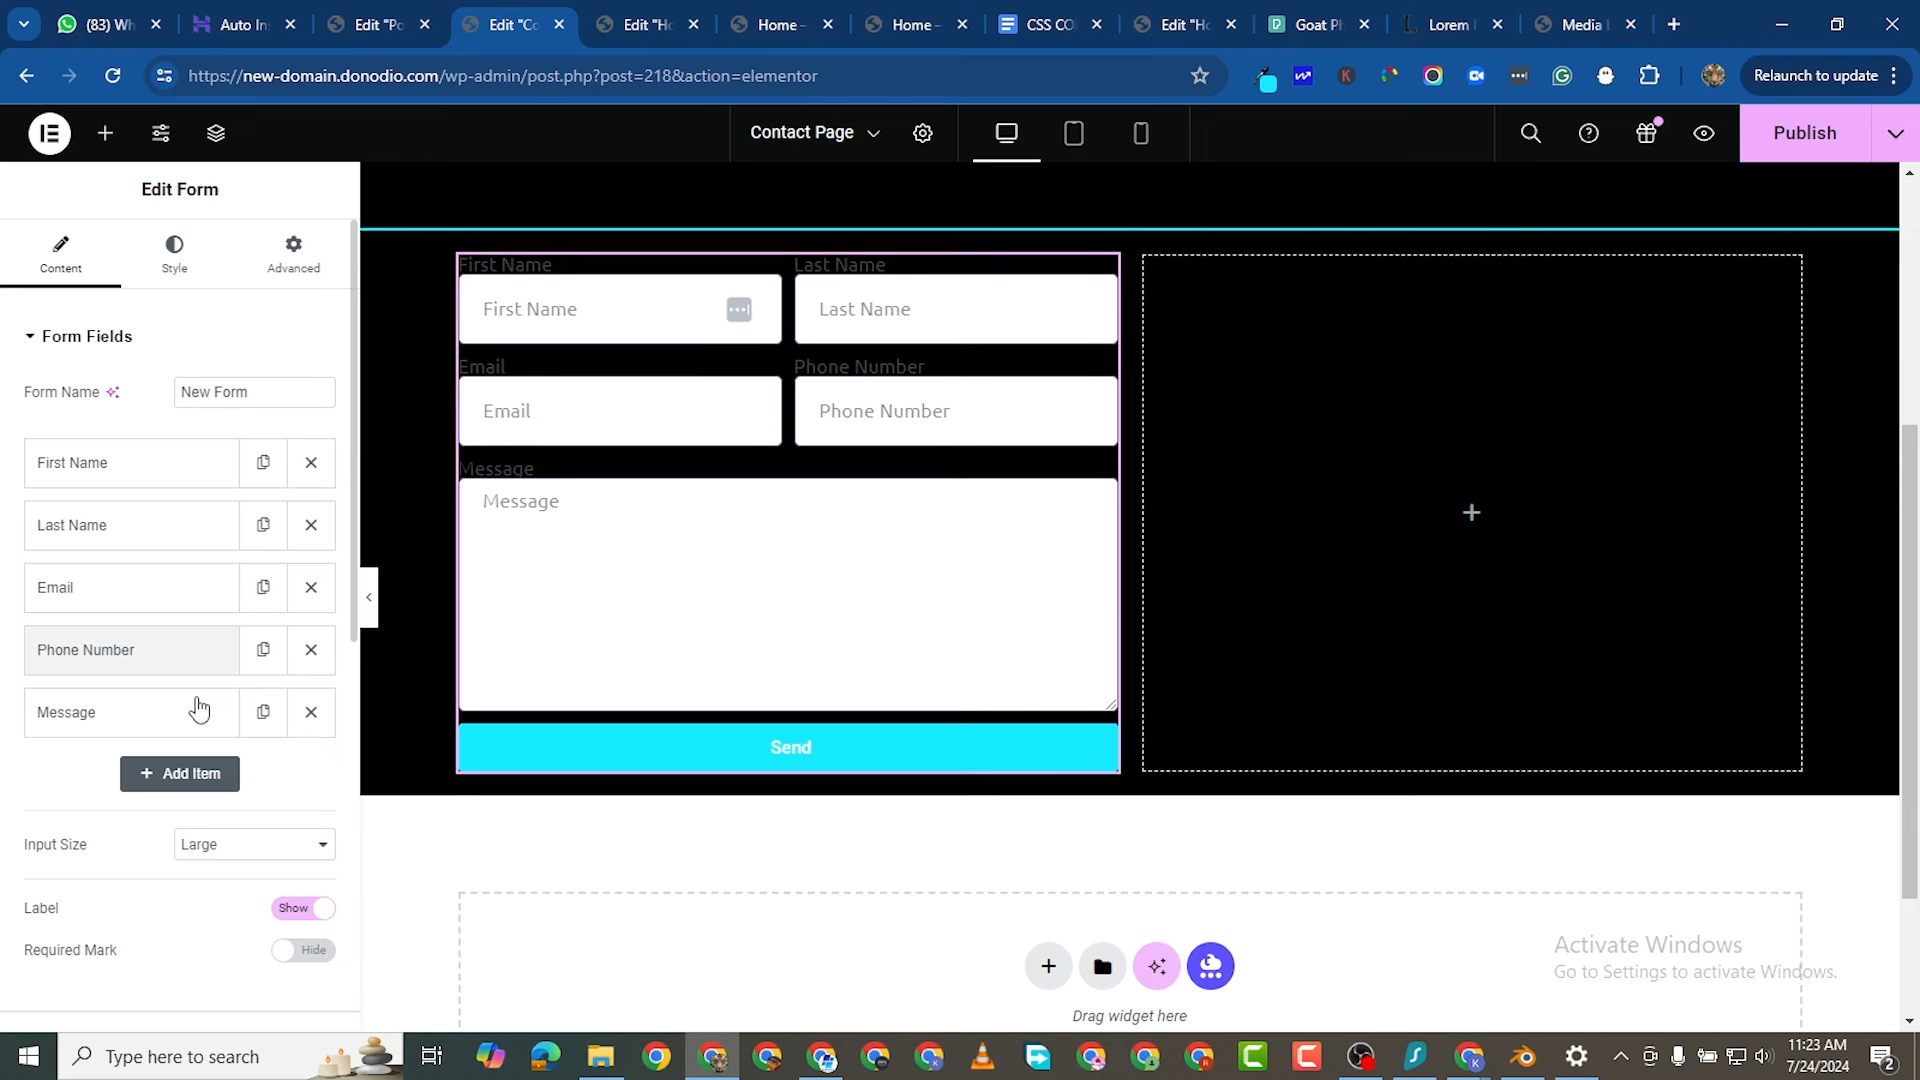 (83) Wh
Auto In
Edit "Po
Edit "Co
Edit "Ho
Home –
Home –
CSS CO
Edit "Ho
Goat Ph
Lorem I
Media L
https://new-domain.donodio.com/wp-admin/post.php?post=218&action=elementor
Relaunch to update
Contact Page
Publish
Edit Form
Content
Style
Advanced
Form Fields
Form Name
New Form
First Name
Last Name
Email
Phone Number
Message
+ Add Item
Input Size
Large
Label
Show
Required Mark
Hide
First Name
Last Name
First Name
Last Name
Email
Phone Number
Email
Phone Number
Message
Message
Send
Drag widget here
Activate Windows
Go to Settings to activate Windows.
Type here to search
11:23 AM
7/24/2024
2